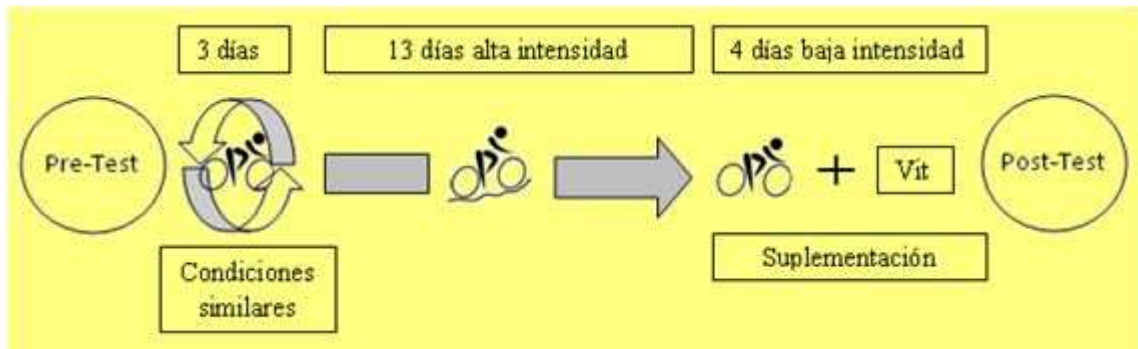 3 días
13 días alta intensidad
4 días baja intensidad
Pre-Test
Vit
Post-Test
Condiciones
similares
Suplementación